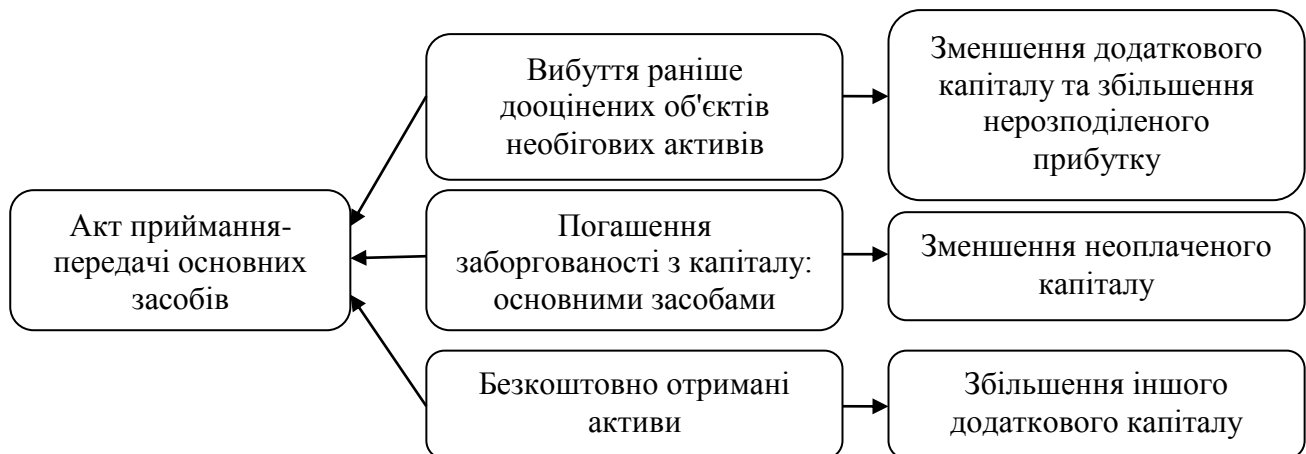 Акт приймання-
передачі основних
засобів
Вибуття раніше
дооцінених об'єктів
необігових активів
Зменшення додаткового
капіталу та збільшення
нерозподіленого
прибутку
Погашення
заборгованості з капіталу:
основними засобами
Зменшення неоплаченого
капіталу
Безкоштовно отримані
активи
Збільшення іншого
додаткового капіталу